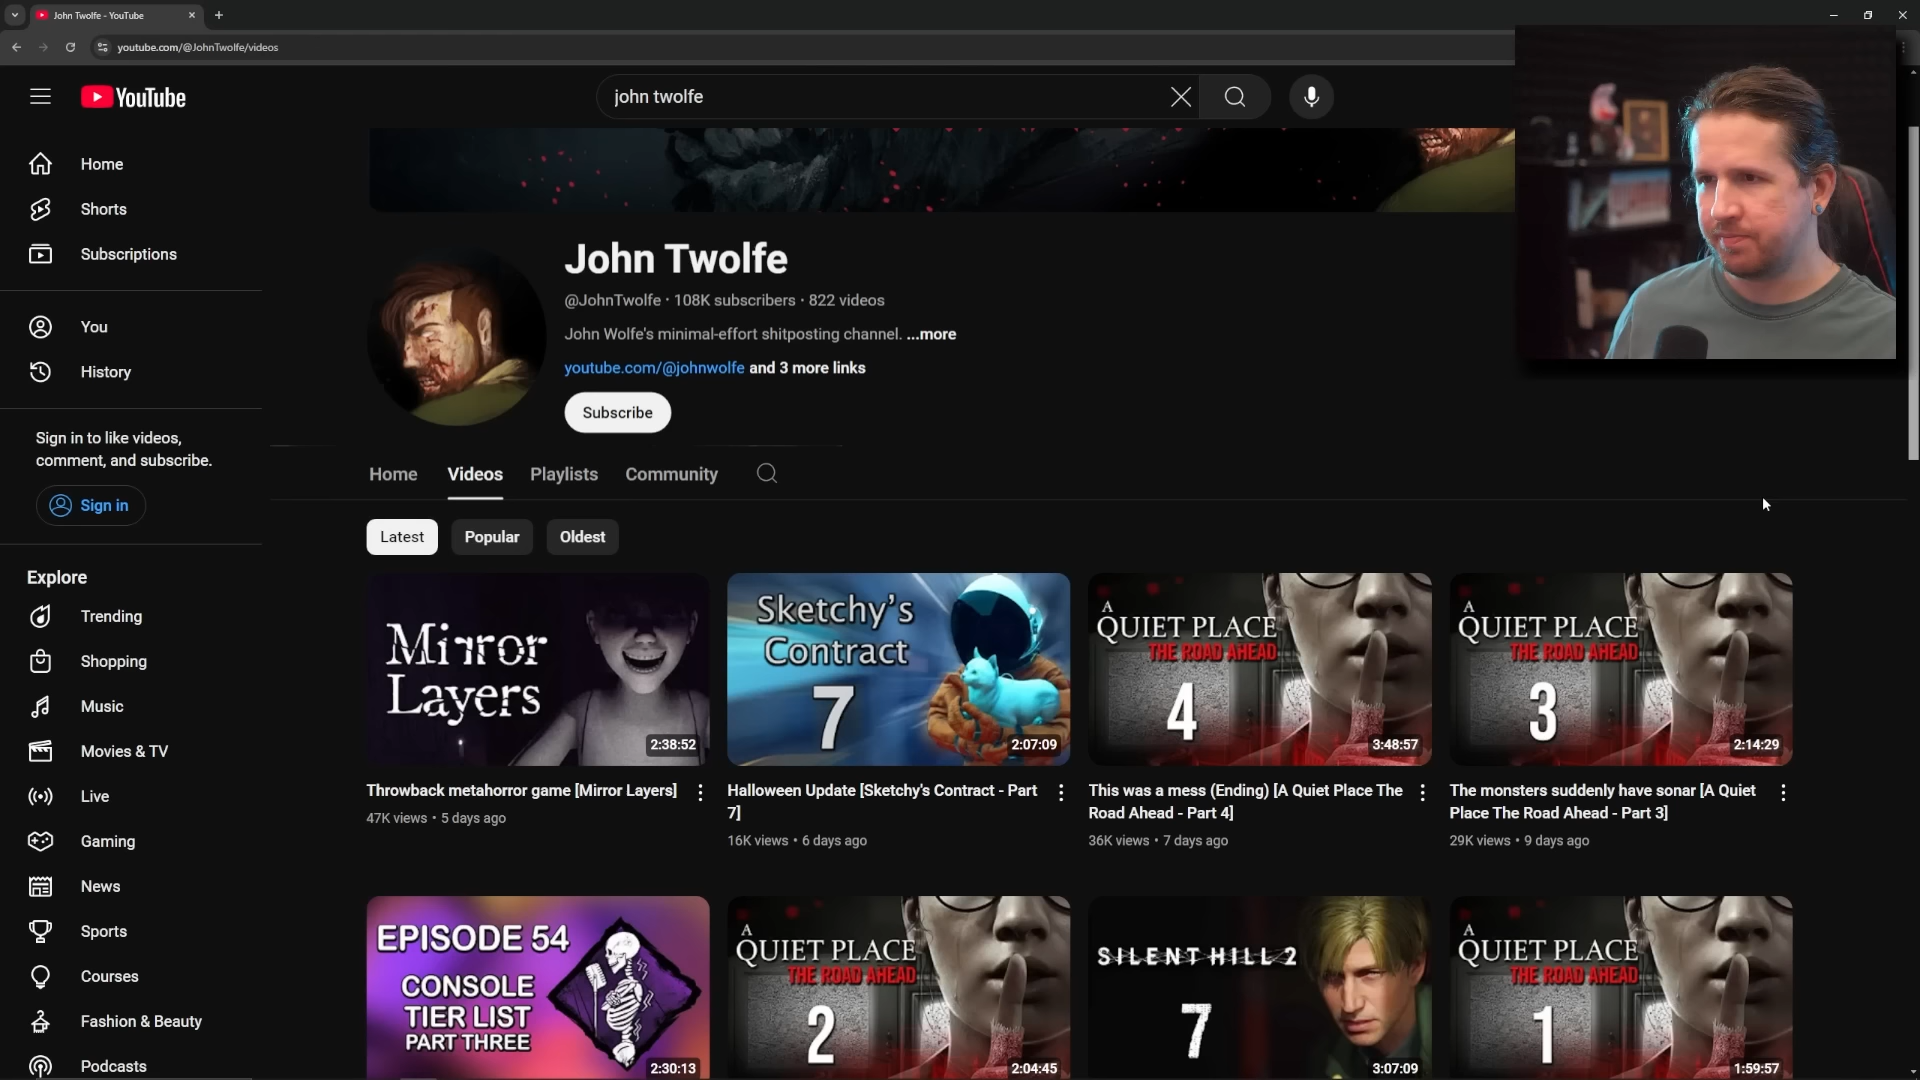 John Twolfe - YouTube
youtube.com/@JohnTwolfe/videos
YouTube
john twolfe
Home
Shorts
Subscriptions
You
History
Sign in to like videos,
comment, and subscribe.
Sign in
Explore
Trending
Shopping
Music
Movies & TV
Live
Gaming
News
Sports
Courses
Fashion & Beauty
Podcasts
John Twolfe
@JohnTwolfe · 108K subscribers · 822 videos
John Wolfe's minimal-effort shitposting channel. ...more
youtube.com/@johnwolfe and 3 more links
Subscribe
Home Videos Playlists Community
Latest Popular Oldest
Mirror
Layers
2:38:52
Throwback metahorror game [Mirror Layers]
47K views • 5 days ago
Sketchy's
Contract
7
2:07:09
Halloween Update [Sketchy's Contract - Part
7]
16K views • 6 days ago
A
QUIET PLACE
THE ROAD AHEAD
4
3:48:57
This was a mess (Ending) [A Quiet Place The
Road Ahead - Part 4]
36K views • 7 days ago
A
QUIET PLACE
THE ROAD AHEAD
3
2:14:29
The monsters suddenly have sonar [A Quiet
Place The Road Ahead - Part 3]
29K views • 9 days ago
EPISODE 54
CONSOLE
TIER LIST
PART THREE
2:30:13
A
QUIET PLACE
THE ROAD AHEAD
2
2:04:45
SILENT HILL 2
7
3:07:09
A
QUIET PLACE
THE ROAD AHEAD
1
1:59:57